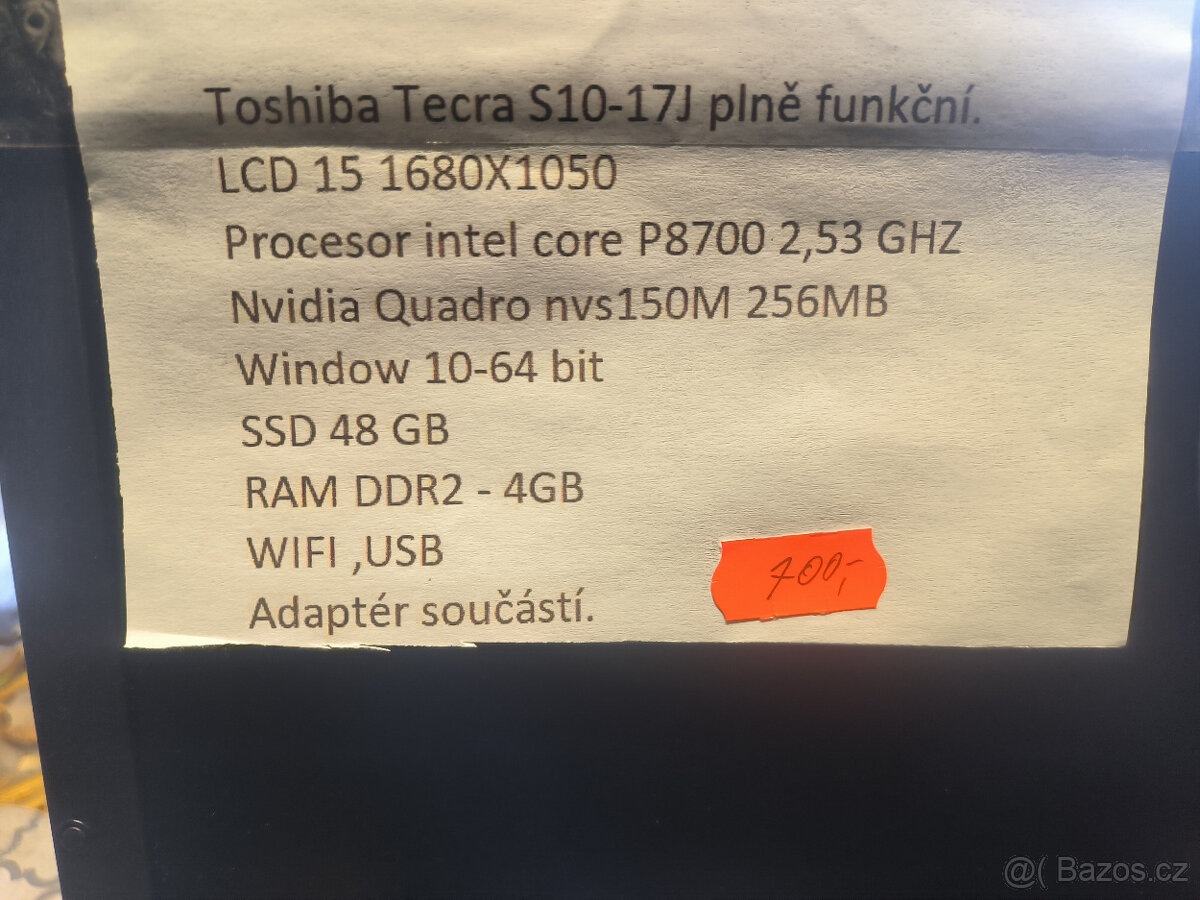 Toshiba Tecra S10-17J plně funkční.
LCD 15 1680X1050
Procesor intel core P8700 2,53 GHZ
Nvidia Quadro nvs150M 256MB
Window 10-64 bit
SSD 48 GB
RAM DDR2 - 4GB
WIFI ,USB
700,-
Adaptér součástí.
@( Bazos.cz